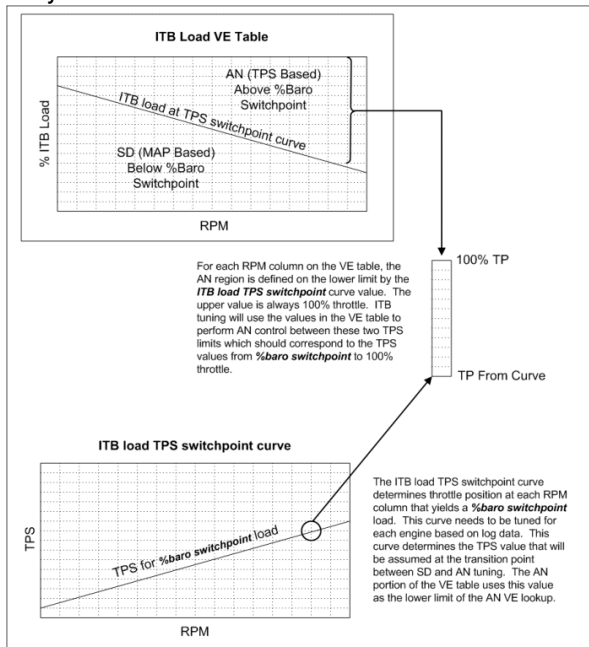 ITB Load VE Table
AN (TPS Based)
Above %Baro
Switchpoint
ITB load at TPS switchpoint curve
SD (MAP Based)
Below %Baro
Switchpoint
% ITB Load
RPM
100% TP
For each RPM column on the VE table, the
AN region is defined on the lower limit by the
ITB load TPS switchpoint curve value. The
upper value is always 100% throttle. ITB
tuning will use the values in the VE table to
perform AN control between these two TPS
limits which should correspond to the TPS
values from %baro switchpoint to 100%
throttle.
TP From Curve
ITB load TPS switchpoint curve
TPS
TPS for %baro switchpoint load
RPM
The ITB load TPS switchpoint curve
determines throttle position at each RPM
column that yields a %baro switchpoint
load. This curve needs to be tuned for
each engine based on log data. This
curve determines the TPS value that will
be assumed at the transition point
between SD and AN tuning. The AN
portion of the VE table uses this value
as the lower limit of the AN VE lookup.